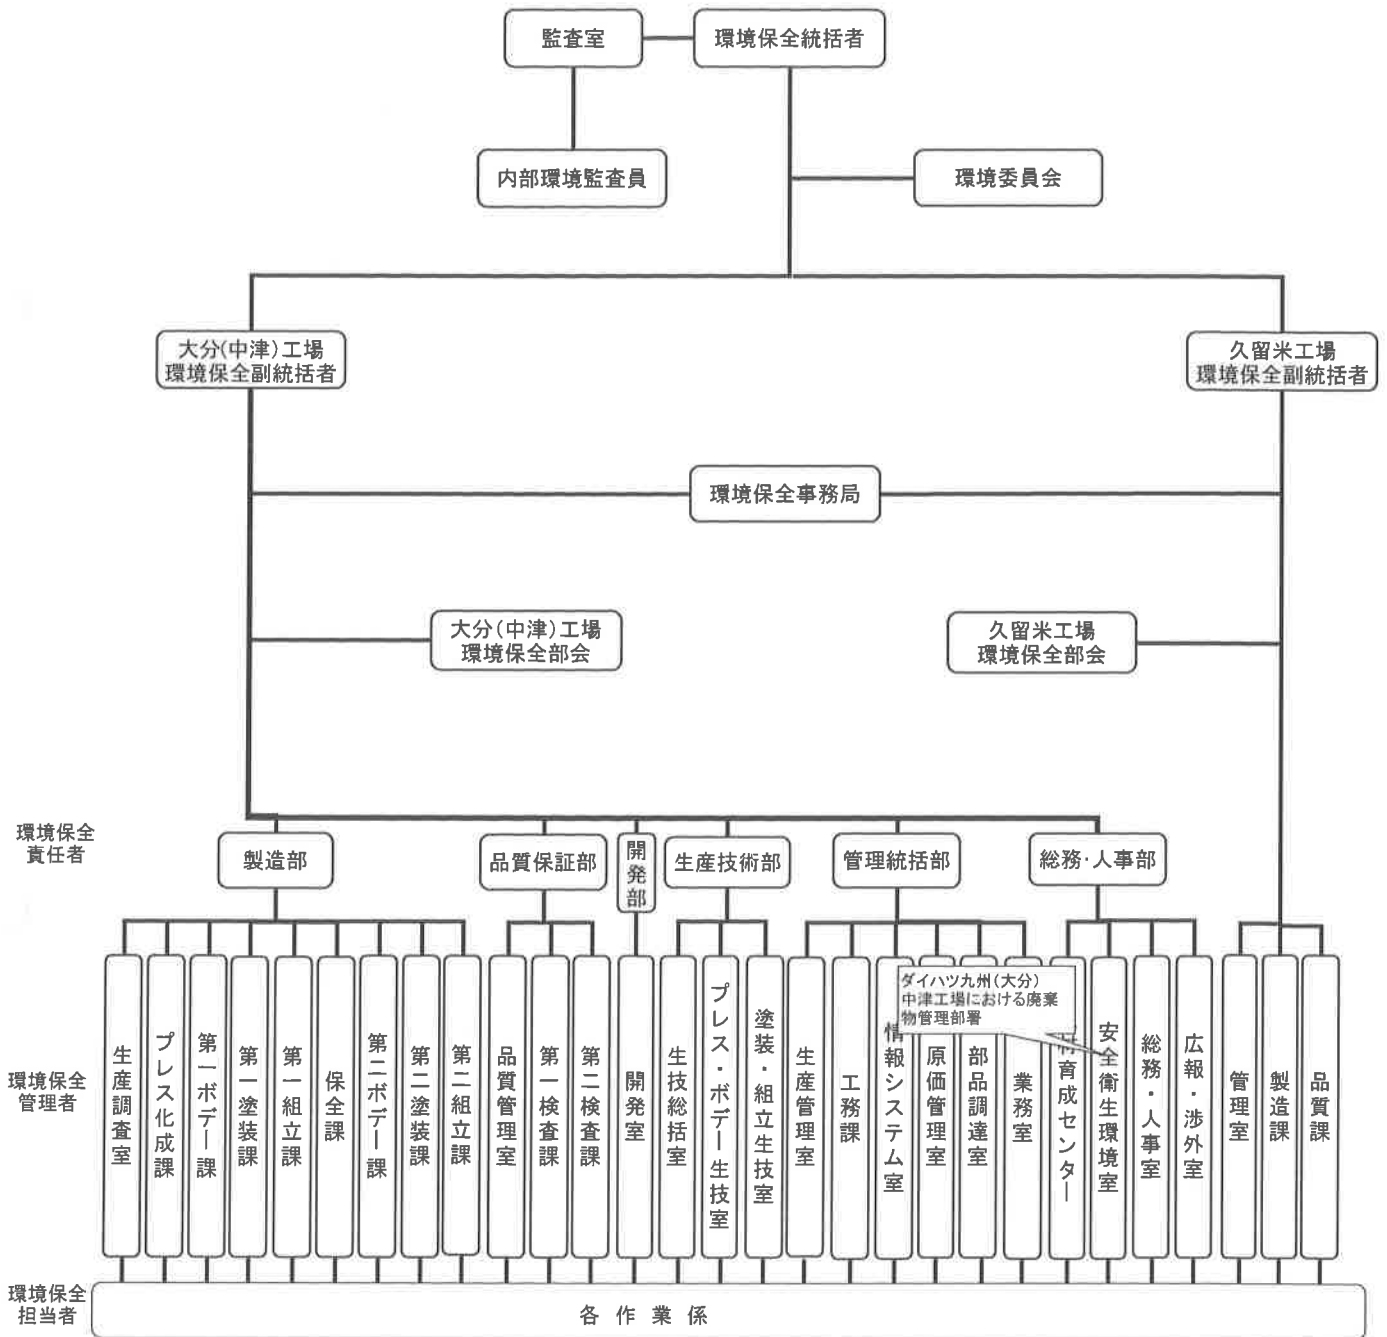 監査室
環境保全統括者
内部環境監査員
環境委員会
大分(中津)工場
環境保全副統括者
久留米工場
環境保全副統括者
環境保全事務局
大分(中津)工場
環境保全部会
久留米工場
環境保全部会
環境保全
責任者
製造部
品質保証部
開発部
生産技術部
管理統括部
総務・人事部
環境保全
管理者
生産調査室
プレス化成課
第一ボデー課
第一塗装課
第一組立課
保全課
第二ボデー課
第二塗装課
第二組立課
品質管理室
第一検査課
第二検査課
開発室
生技総括室
プレス・ボデー生技室
塗装・組立生技室
生産管理室
工務課
情報システム室
原価管理室
部品調達室
業務室
育成センター
安全衛生環境室
総務・人事室
広報・渉外室
管理室
製造課
品質課
ダイハツ九州(大分)
中津工場における廃棄
物管理部署
環境保全
担当者
各作業係